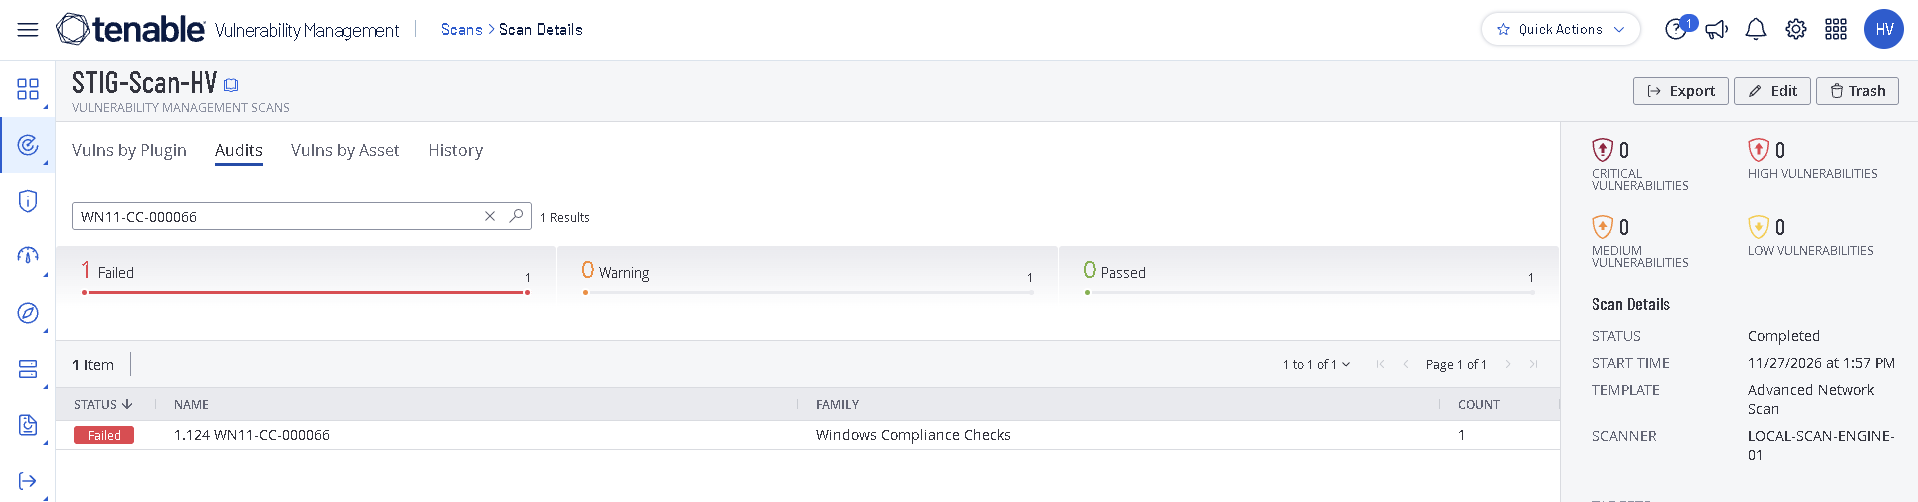 tenable Vulnerability Management Scans > Scan Details Quick Actions 1 HV
STIG-Scan-HV
VULNERABILITY MANAGEMENT SCANS
Export Edit Trash
Vulns by Plugin Audits Vulns by Asset History
WN11-CC-000066 1 Results
1 Failed 1 0 Warning 1 0 Passed 1
1 Item 1 to 1 of 1 Page 1 of 1
STATUS NAME FAMILY COUNT
Failed 1.124 WN11-CC-000066 Windows Compliance Checks 1
0
CRITICAL
VULNERABILITIES
0
HIGH VULNERABILITIES
0
MEDIUM
VULNERABILITIES
0
LOW VULNERABILITIES
Scan Details
STATUS Completed
START TIME 11/27/2026 at 1:57 PM
TEMPLATE Advanced Network
Scan
SCANNER LOCAL-SCAN-ENGINE-
01